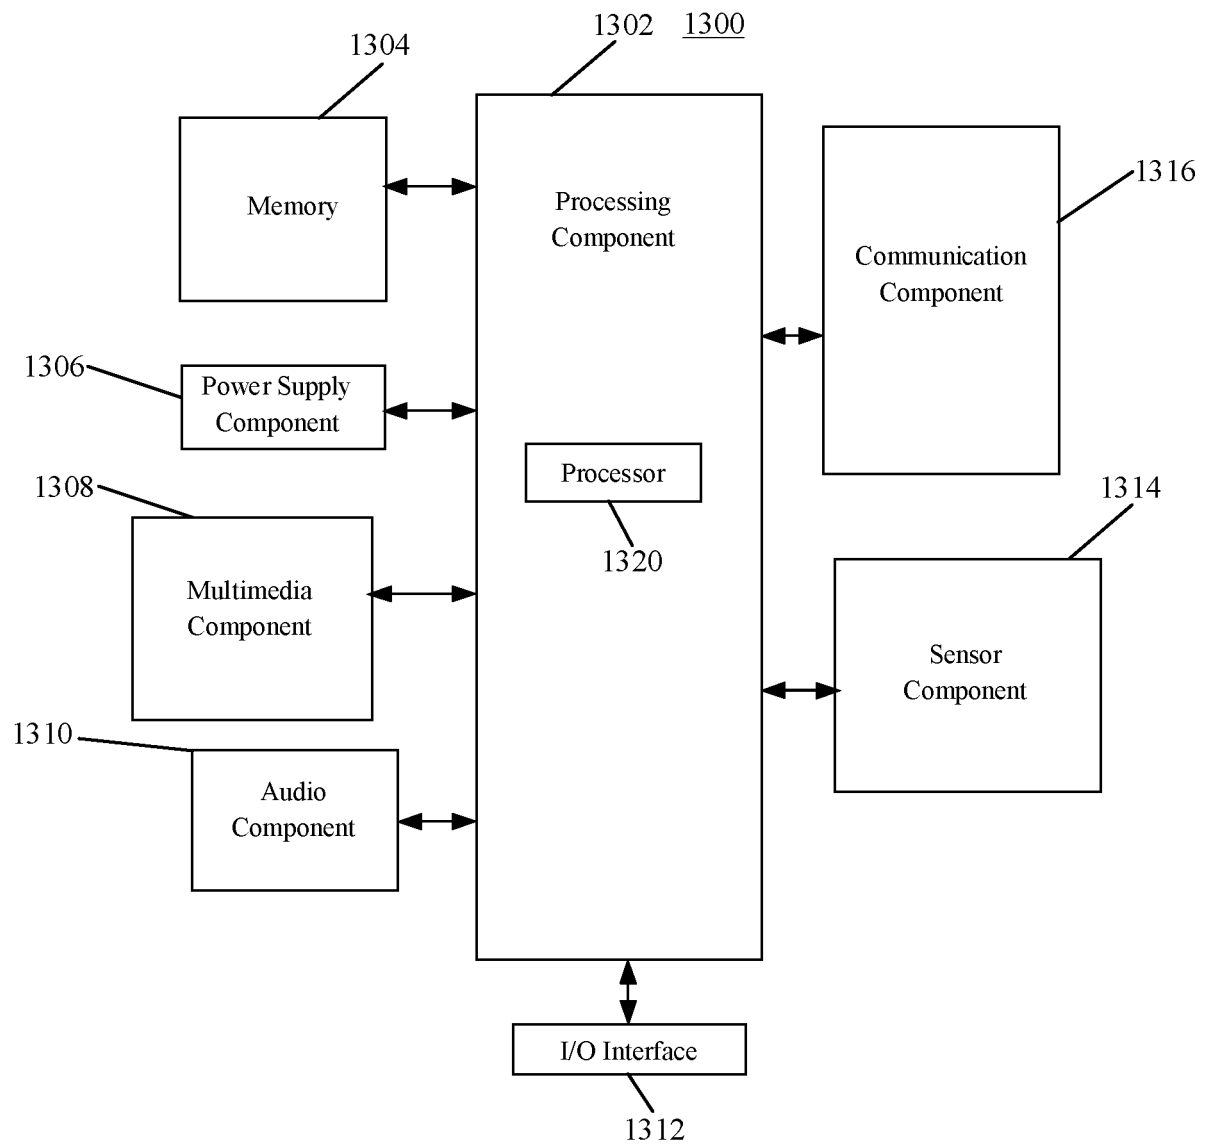 1302
1300
1304
Memory
Processing
Component
1316
Communication
Component
1306
Power Supply
Component
Processor
1320
1308
Multimedia
Component
1314
Sensor
Component
1310
Audio
Component
I/O Interface
1312